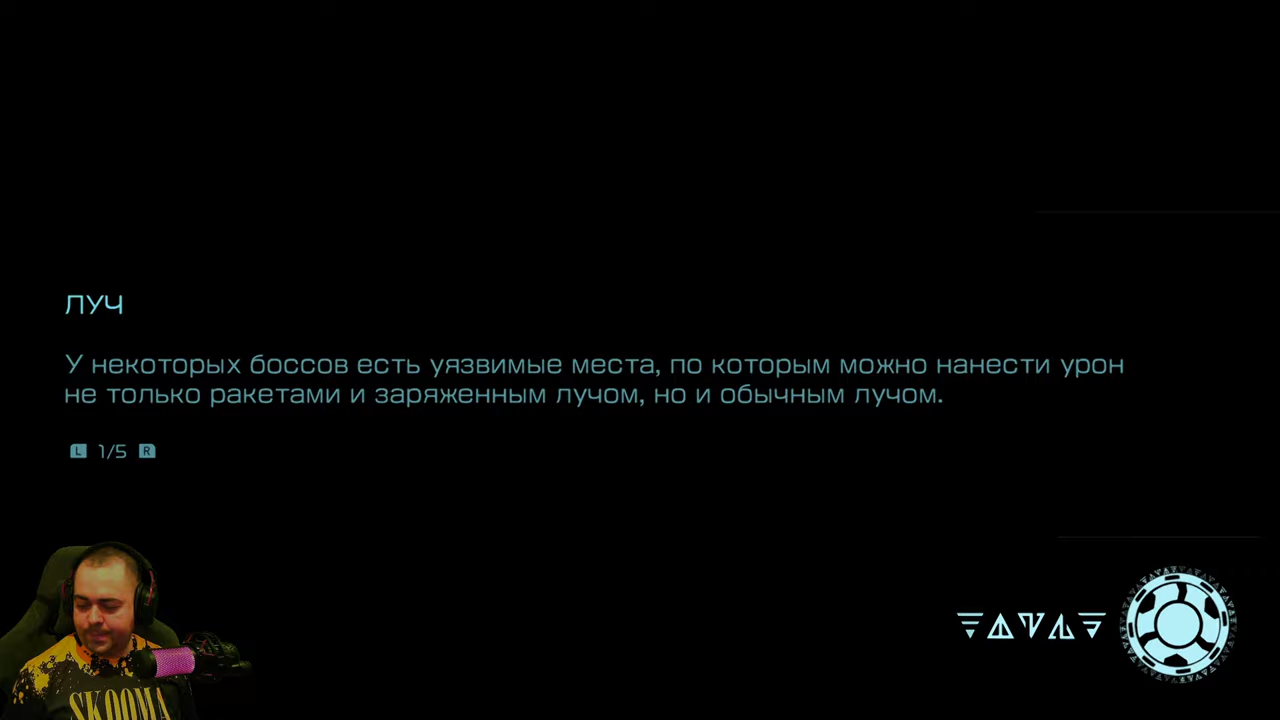 ЛУЧ
У некоторых боссов есть уязвимые места, по которым можно нанести урон
не только ракетами и заряженным лучом, но и обычным лучом.
L 1/5 R
SKOOMA